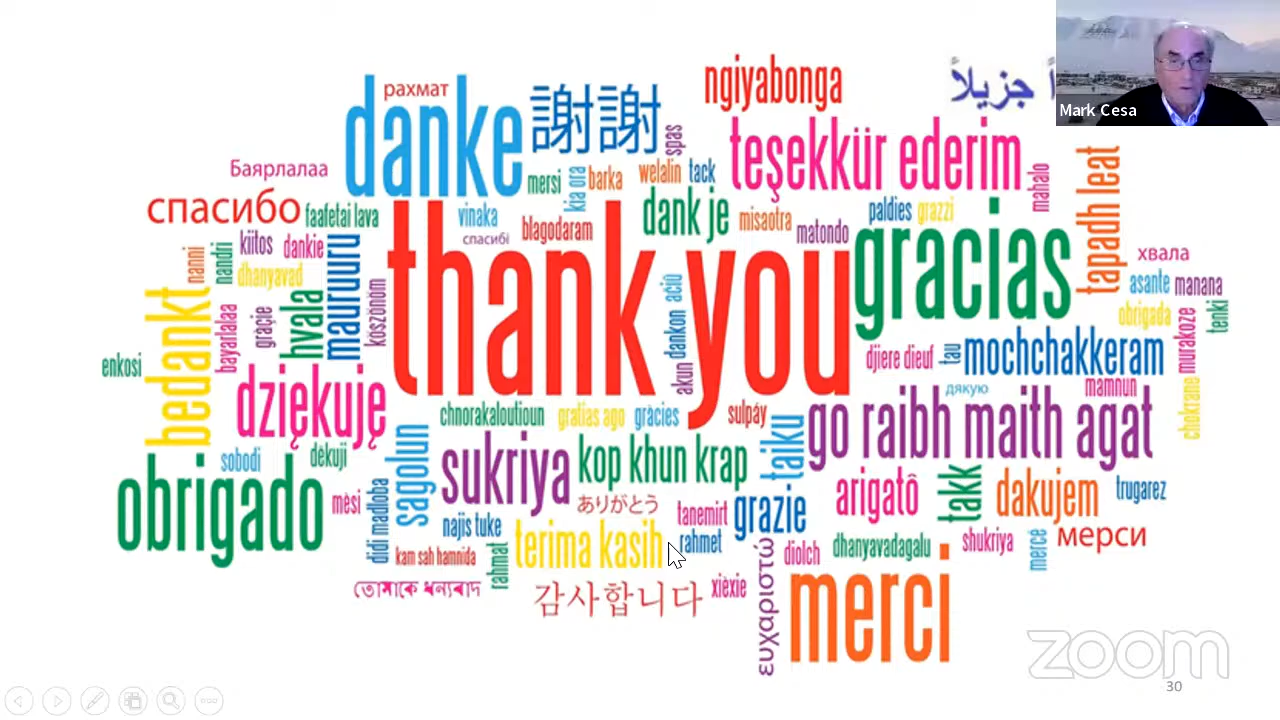 Mark Cesa
ngiyabonga
جزيلاً
рахмат
danke
謝謝
spas
teşekkür ederim
mahalo
tapadh leat
Баярлалаа
mersi
kia ora
barka
welalin
tack
спасибо
faafetai lava
vinaka
dank je
misaotra
paldies
grazzi
blagodaram
matondo
gracias
спасибі
nanni
nandri
kiitos
dankie
mauruuru
dhanyavad
köszönöm
thank you
aciū
dankon
akun
хвала
asante
manana
obrigada
tenki
bedankt
bayarlalaa
gràçie
hvala
enkosi
djiere dieuf
tau
mochchakkeram
murakoze
mamnun
chokrane
дякую
dziękuję
chnorakaloutioun
gratias ago
gràcies
sulpáy
taiku
go raibh maith agat
sobodi
dėkuji
sagolun
sukriya
kop khun krap
obrigado
mèsi
didi madloba
najis tuke
ありがとう
tanemirt
grazie
arigatô
takk
dakujem
trugarez
kam sah hamnida
rahmat
terima kasih
rahmet
diolch
dhanyavadagalu
shukriya
merce
мерси
তোমাকে ধন্যবাদ
감사합니다
xièxie
ευχαριστώ
merci
zoom
30